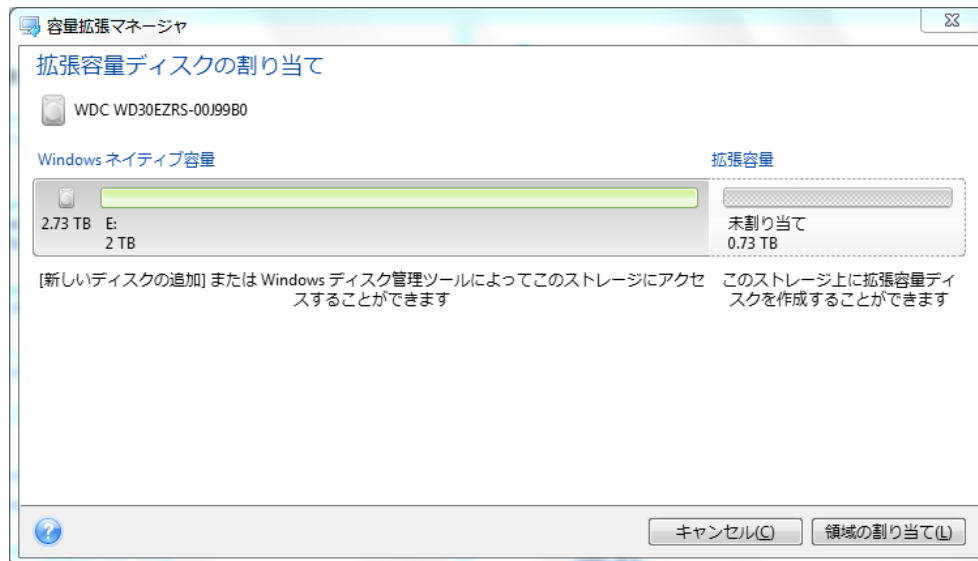 容量拡張マネージャ
拡張容量ディスクの割り当て
WDC WD30EZRS-00J99B0
Windows ネイティブ容量
拡張容量
2.73 TB
E:
2 TB
未割り当て
0.73 TB
[新しいディスクの追加] または Windows ディスク管理ツールによってこのストレージにアクセ
スすることができます
このストレージ上に拡張容量ディ
スクを作成することができます
?
キャンセル(C)
領域の割り当て(L)